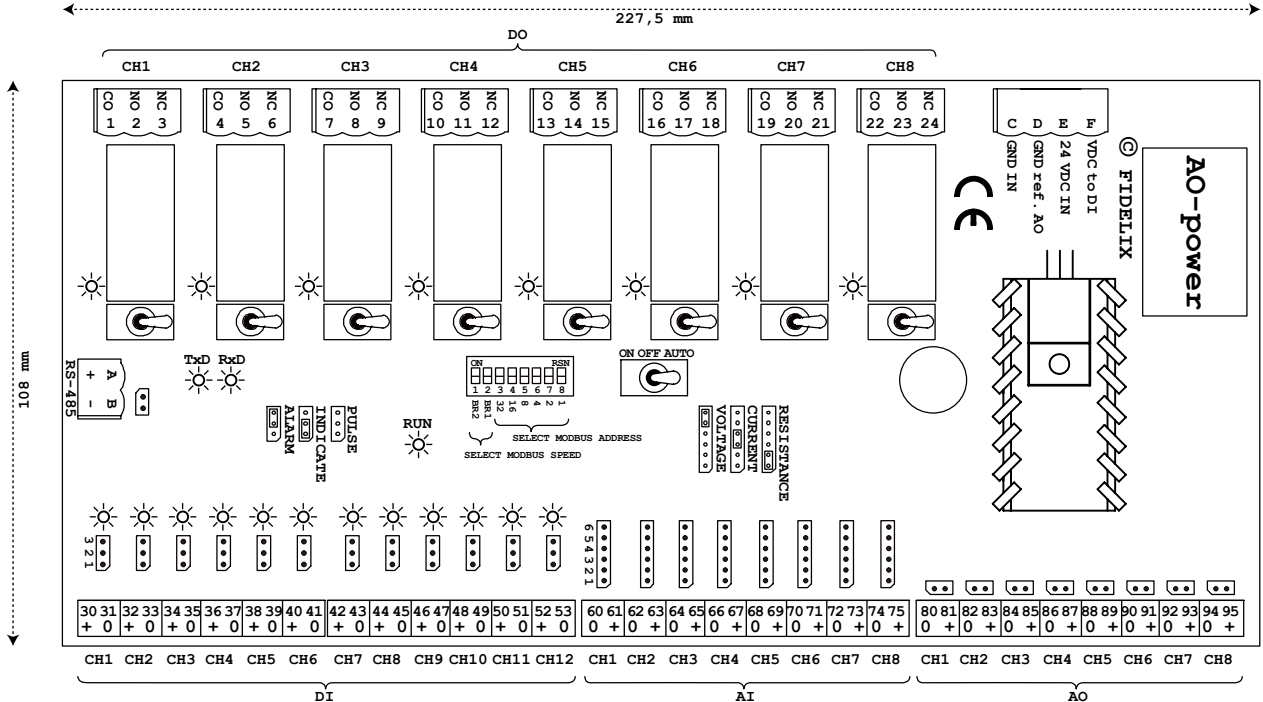 227,5 mm
DO
CH1 CH2 CH3 CH4 CH5 CH6 CH7 CH8
CO NO NC CO NO NC CO NO NC CO NO NC CO NO NC CO NO NC CO NO NC CO NO NC
1 2 3 4 5 6 7 8 9 10 11 12 13 14 15 16 17 18 19 20 21 22 23 24
C D E F
GND IN
GND ref. AO
24 VDC IN
VDC to DI
© FIDELIX
AO-power
CE
108 mm
RS-485
+ A
- B
TxD RxD
ON RSN
1 2 3 4 5 6 7 8
BR2 BR1 32 16 8 4 2 1
SELECT MODBUS ADDRESS
SELECT MODBUS SPEED
ON OFF AUTO
ALARM
INDICATE
PULSE
RUN
VOLTAGE
CURRENT
RESISTANCE
3 2 1
6 5 4 3 2 1
30 31 32 33 34 35 36 37 38 39 40 41 42 43 44 45 46 47 48 49 50 51 52 53
+ 0 + 0 + 0 + 0 + 0 + 0 + 0 + 0 + 0 + 0 + 0 + 0
60 61 62 63 64 65 66 67 68 69 70 71 72 73 74 75
0 + 0 + 0 + 0 + 0 + 0 + 0 + 0 +
80 81 82 83 84 85 86 87 88 89 90 91 92 93 94 95
0 + 0 + 0 + 0 + 0 + 0 + 0 + 0 +
CH1 CH2 CH3 CH4 CH5 CH6 CH7 CH8 CH9 CH10 CH11 CH12
CH1 CH2 CH3 CH4 CH5 CH6 CH7 CH8
CH1 CH2 CH3 CH4 CH5 CH6 CH7 CH8
DI
AI
AO